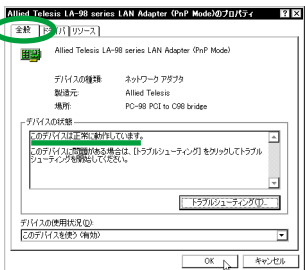 Allied Telesis LA-98 series LAN Adapter (PnP Mode)のプロパティ
全般 ドライバ リソース
Allied Telesis LA-98 series LAN Adapter (PnP Mode)
デバイスの種類: ネットワーク アダプタ
製造元: Allied Telesis
場所: PC-98 PCI to C98 bridge
デバイスの状態
このデバイスは正常に動作しています。
このデバイスに問題がある場合は、[トラブルシューティング] をクリックしてトラブル
シューティングを開始してください。
トラブルシューティング(T)...
デバイスの使用状況(D):
このデバイスを使う (有効)
OK キャンセル